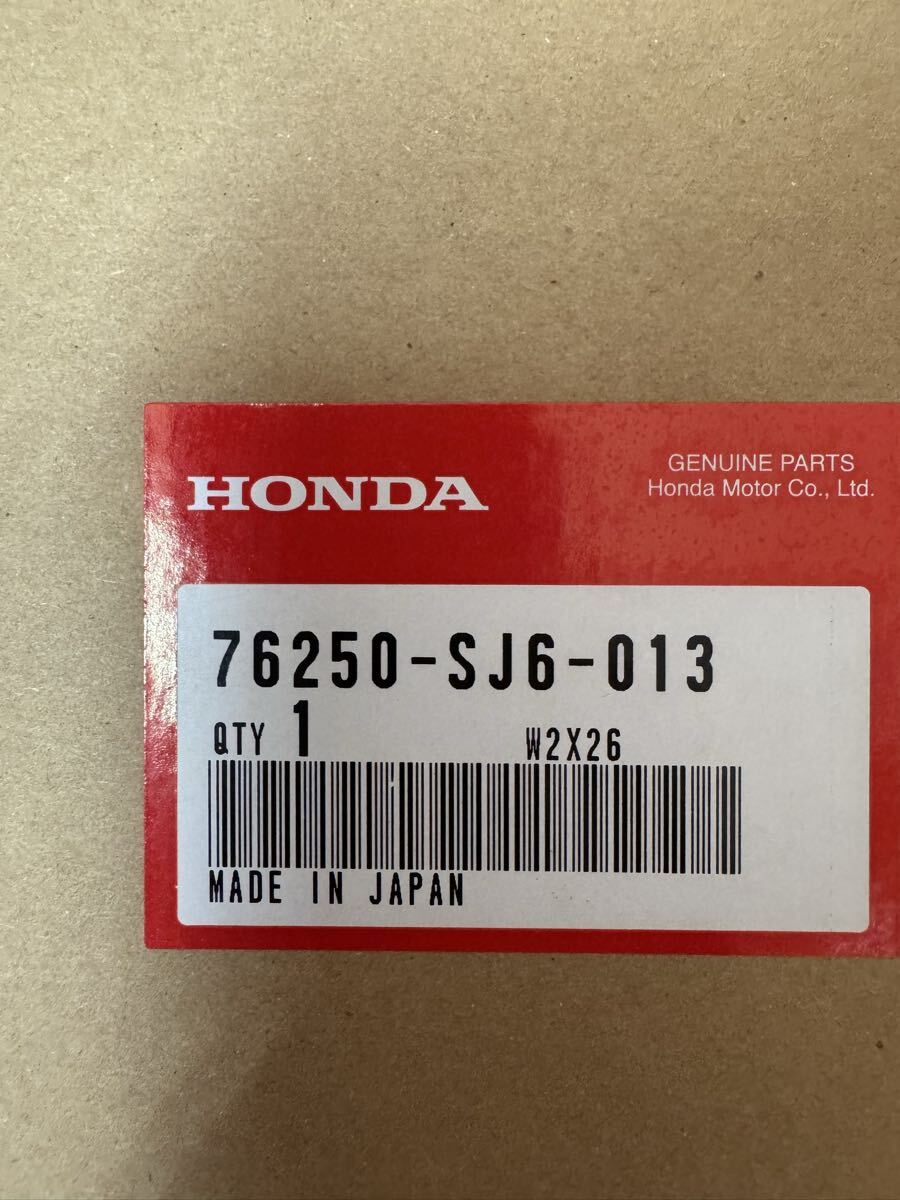 HONDA
GENUINE PARTS
Honda Motor Co., Ltd.
76250-SJ6-013
QTY 1 W2X26
MADE IN JAPAN